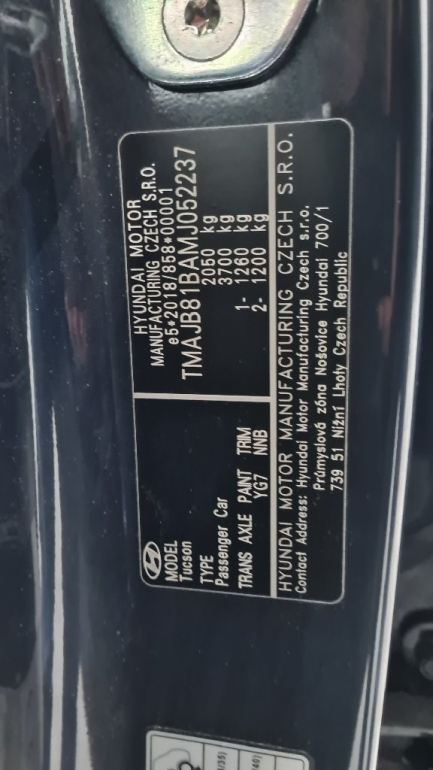 HYUNDAI MOTOR
MANUFACTURING CZECH S.R.O.
e5*2018/858*00001
TMAJB81BAMJ052237
2060 kg
3700 kg
1- 1260 kg
2- 1200 kg
MODEL
Tucson
TYPE
Passenger Car
TRANS AXLE PAINT TRIM
YG7 NNB
HYUNDAI MOTOR MANUFACTURING CZECH S.R.O.
Contact Address: Hyundai Motor Manufacturing Czech s.r.o.
Průmyslová zóna Nošovice Hyundai 700/1
739 51 Nižní Lhoty Czech Republic